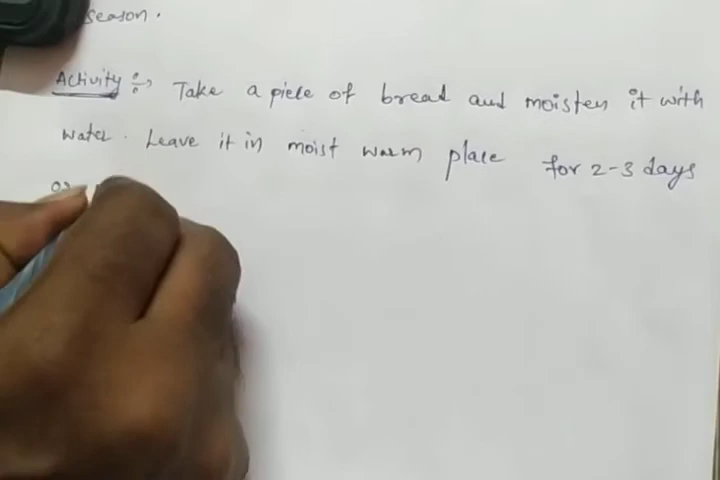 season.
Activity :→ Take a piece of bread and moisten it with
water. Leave it in moist warm place for 2-3 days
or